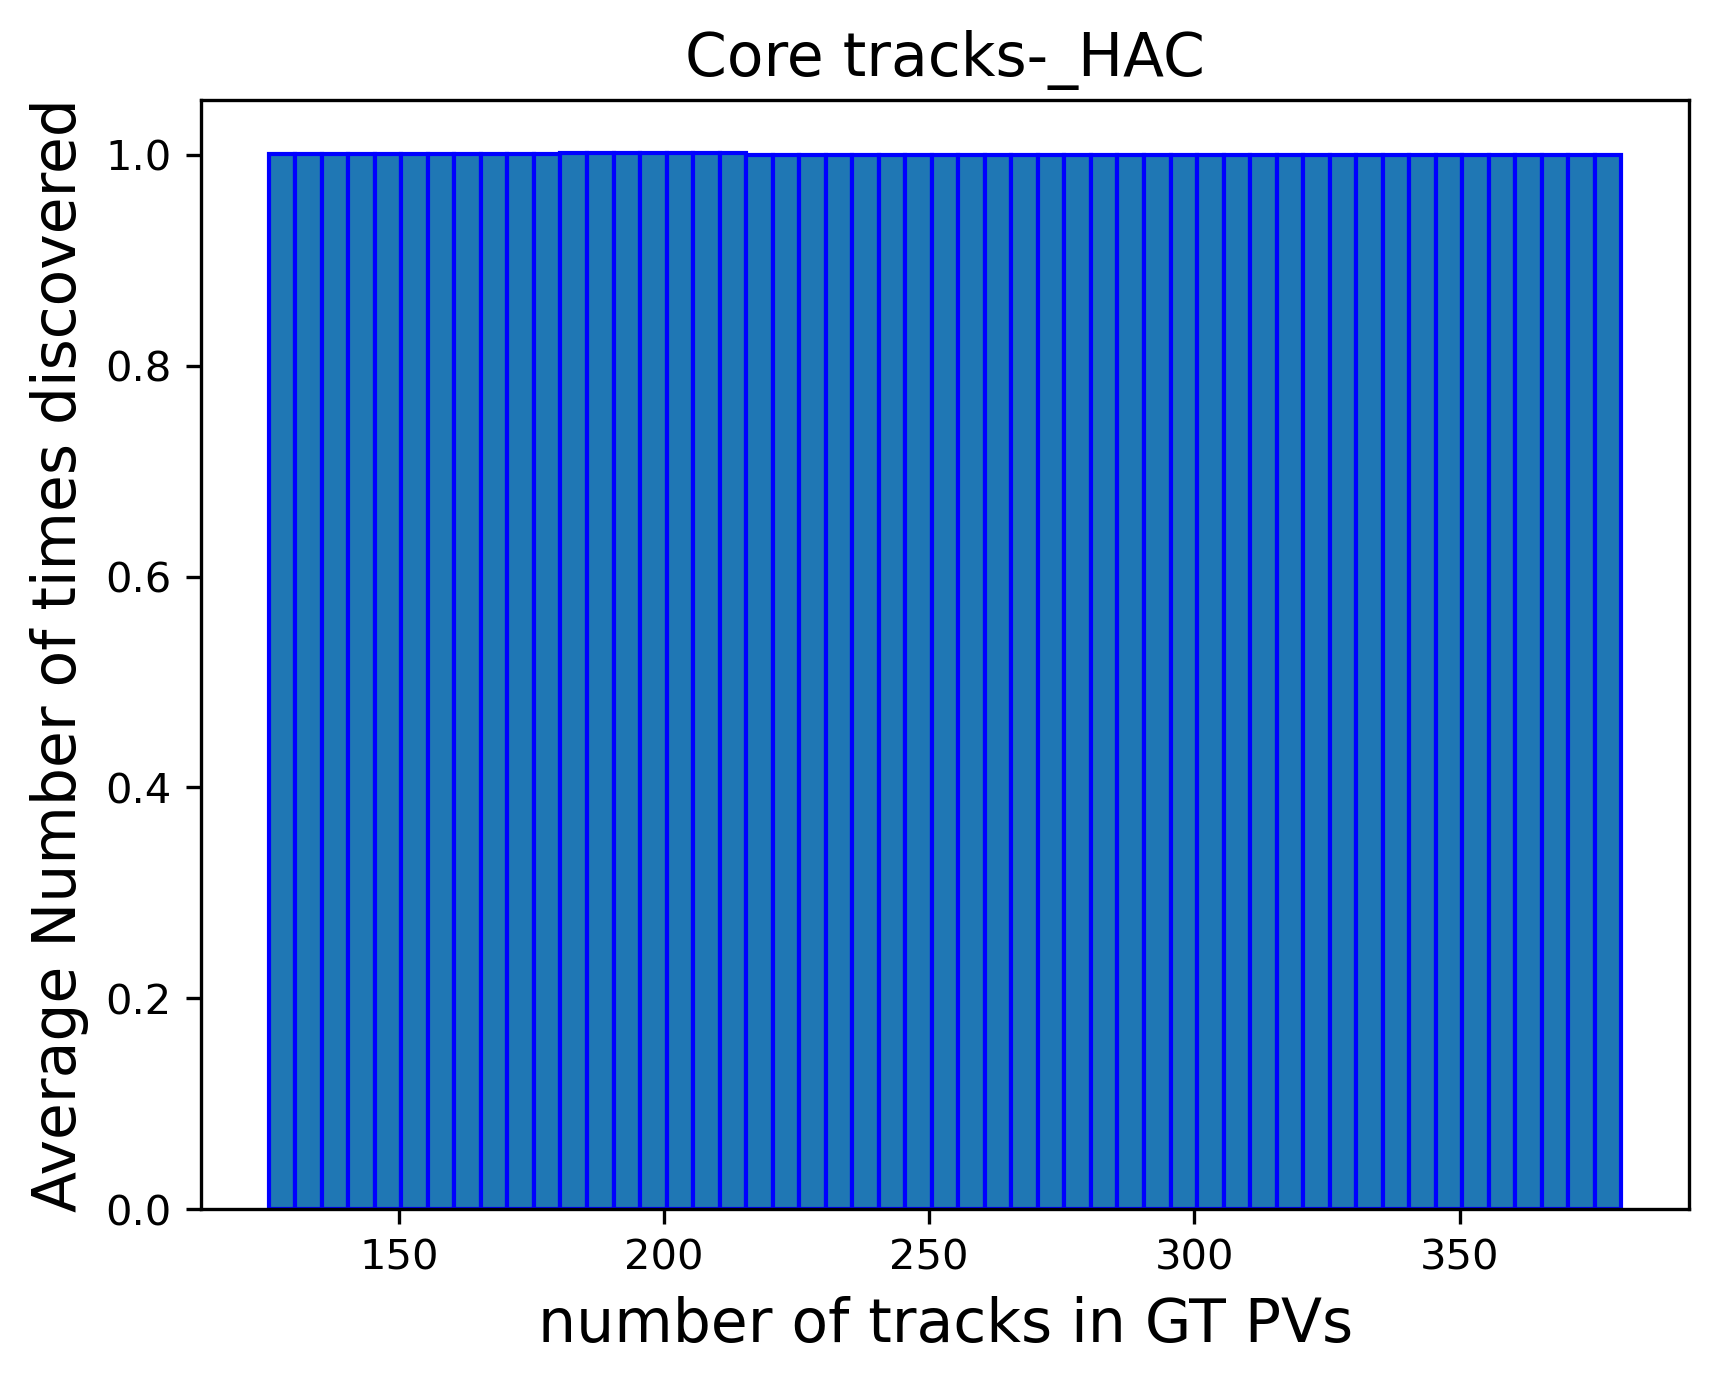 Core tracks-_HAC
Average Number of times discovered
1.0
0.8
0.6
0.4
0.2
0.0
150 200 250 300 350
number of tracks in GT PVs